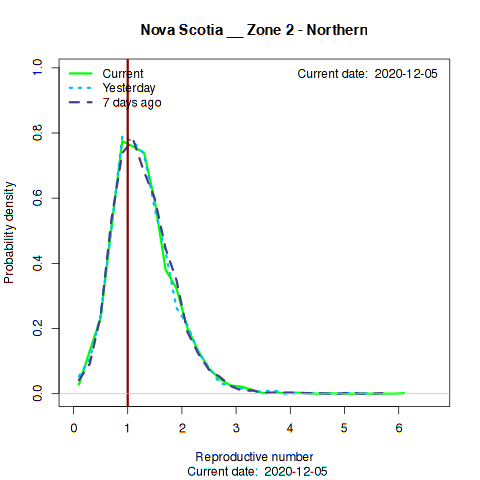 Nova Scotia __ Zone 2 - Northern
Current
Yesterday
7 days ago
Current date:  2020-12-05
Probability density
1.0
0.8
0.6
0.4
0.2
0.0
0 1 2 3 4 5 6
Reproductive number
Current date:  2020-12-05